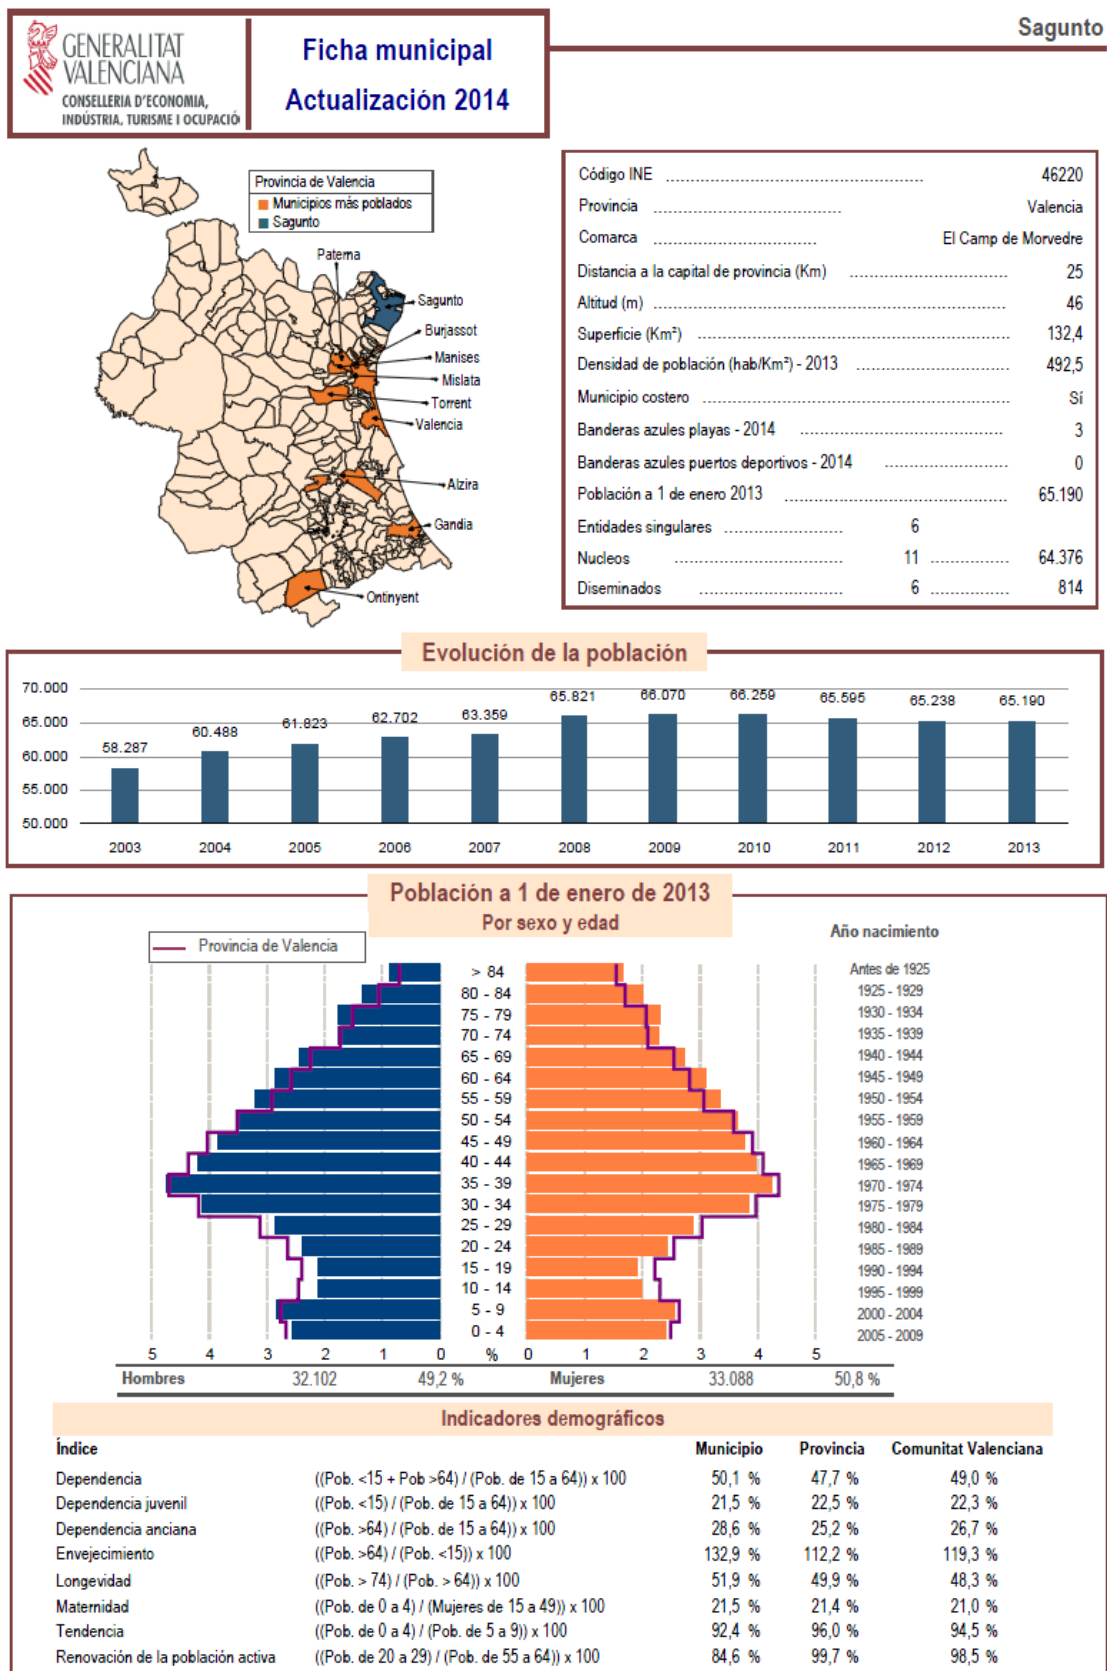 Sagunto
GENERALITAT
VALENCIANA
CONSELLERIA D'ECONOMIA,
INDÚSTRIA, TURISME I OCUPACIÓ
Ficha municipal
Actualización 2014
Provincia de Valencia
Municipios más poblados
Sagunto
Paterna
Sagunto
Burjassot
Manises
Mislata
Torrent
Valencia
Alzira
Gandia
Ontinyent
Código INE 46220
Provincia Valencia
Comarca El Camp de Morvedre
Distancia a la capital de provincia (Km) 25
Altitud (m) 46
Superficie (Km²) 132,4
Densidad de población (hab/Km²) - 2013 492,5
Municipio costero Sí
Banderas azules playas - 2014 3
Banderas azules puertos deportivos - 2014 0
Población a 1 de enero 2013 65.190
Entidades singulares 6
Nucleos 11 64.376
Diseminados 6 814
Evolución de la población
70.000
65.000
60.000
55.000
50.000
58.287 60.488 61.823 62.702 63.359 65.821 66.070 66.259 65.595 65.238 65.190
2003 2004 2005 2006 2007 2008 2009 2010 2011 2012 2013
Población a 1 de enero de 2013
Por sexo y edad
Provincia de Valencia
Año nacimiento
> 84 Antes de 1925
80 - 84 1925 - 1929
75 - 79 1930 - 1934
70 - 74 1935 - 1939
65 - 69 1940 - 1944
60 - 64 1945 - 1949
55 - 59 1950 - 1954
50 - 54 1955 - 1959
45 - 49 1960 - 1964
40 - 44 1965 - 1969
35 - 39 1970 - 1974
30 - 34 1975 - 1979
25 - 29 1980 - 1984
20 - 24 1985 - 1989
15 - 19 1990 - 1994
10 - 14 1995 - 1999
5 - 9 2000 - 2004
0 - 4 2005 - 2009
5 4 3 2 1 0 % 0 1 2 3 4 5
Hombres 32.102 49,2 % Mujeres 33.088 50,8 %
Indicadores demográficos
Índice Municipio Provincia Comunitat Valenciana
Dependencia ((Pob. <15 + Pob >64) / (Pob. de 15 a 64)) x 100 50,1 % 47,7 % 49,0 %
Dependencia juvenil ((Pob. <15) / (Pob. de 15 a 64)) x 100 21,5 % 22,5 % 22,3 %
Dependencia anciana ((Pob. >64) / (Pob. de 15 a 64)) x 100 28,6 % 25,2 % 26,7 %
Envejecimiento ((Pob. >64) / (Pob. <15)) x 100 132,9 % 112,2 % 119,3 %
Longevidad ((Pob. > 74) / (Pob. > 64)) x 100 51,9 % 49,9 % 48,3 %
Maternidad ((Pob. de 0 a 4) / (Mujeres de 15 a 49)) x 100 21,5 % 21,4 % 21,0 %
Tendencia ((Pob. de 0 a 4) / (Pob. de 5 a 9)) x 100 92,4 % 96,0 % 94,5 %
Renovación de la población activa ((Pob. de 20 a 29) / (Pob. de 55 a 64)) x 100 84,6 % 99,7 % 98,5 %